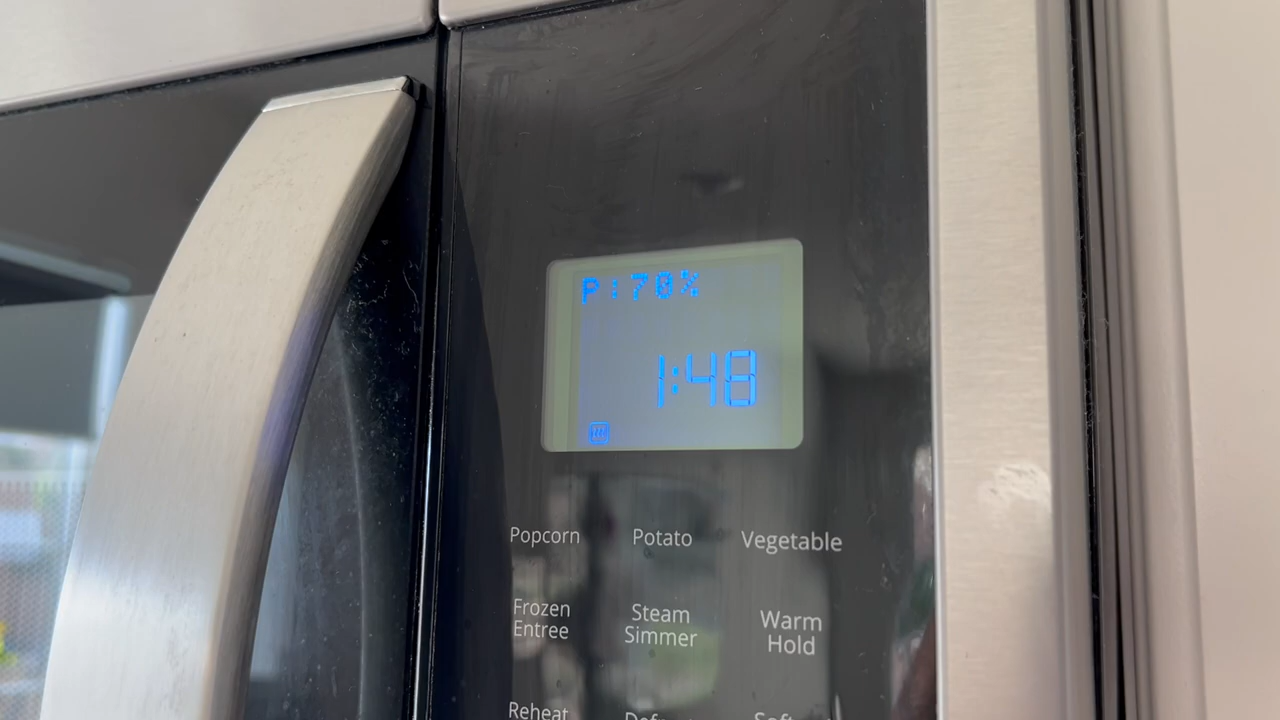 P:70%
1:48
Popcorn Potato Vegetable
Frozen Entree
Steam Simmer
Warm Hold
Reheat